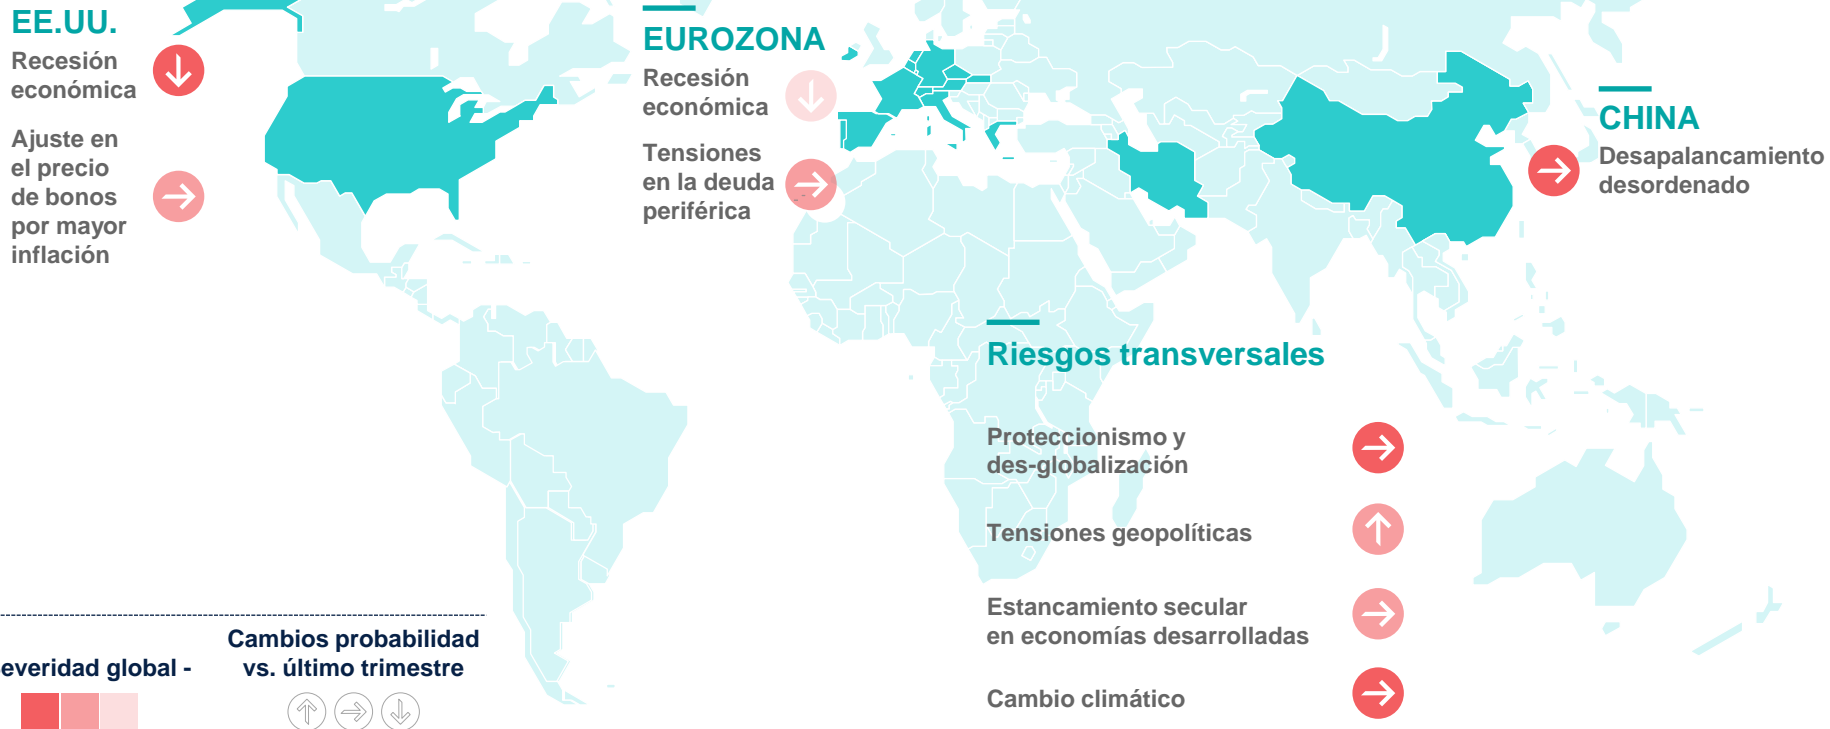 EE.UU.
Recesión
económica
Ajuste en
el precio
de bonos
por mayor
inflación
EUROZONA
Recesión
económica
Tensiones
en la deuda
periférica
CHINA
Desapalancamiento
desordenado
Riesgos transversales
Proteccionismo y
des-globalización
Tensiones geopolíticas
Estancamiento secular
en economías desarrolladas
Cambio climático
everidad global -
Cambios probabilidad
vs. último trimestre